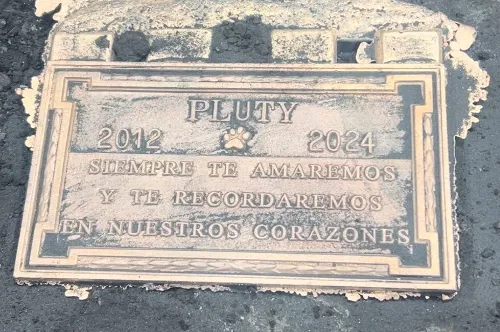 PLUTY
2012 2024
SIEMPRE TE AMAREMOS
Y TE RECORDAREMOS
EN NUESTROS CORAZONES